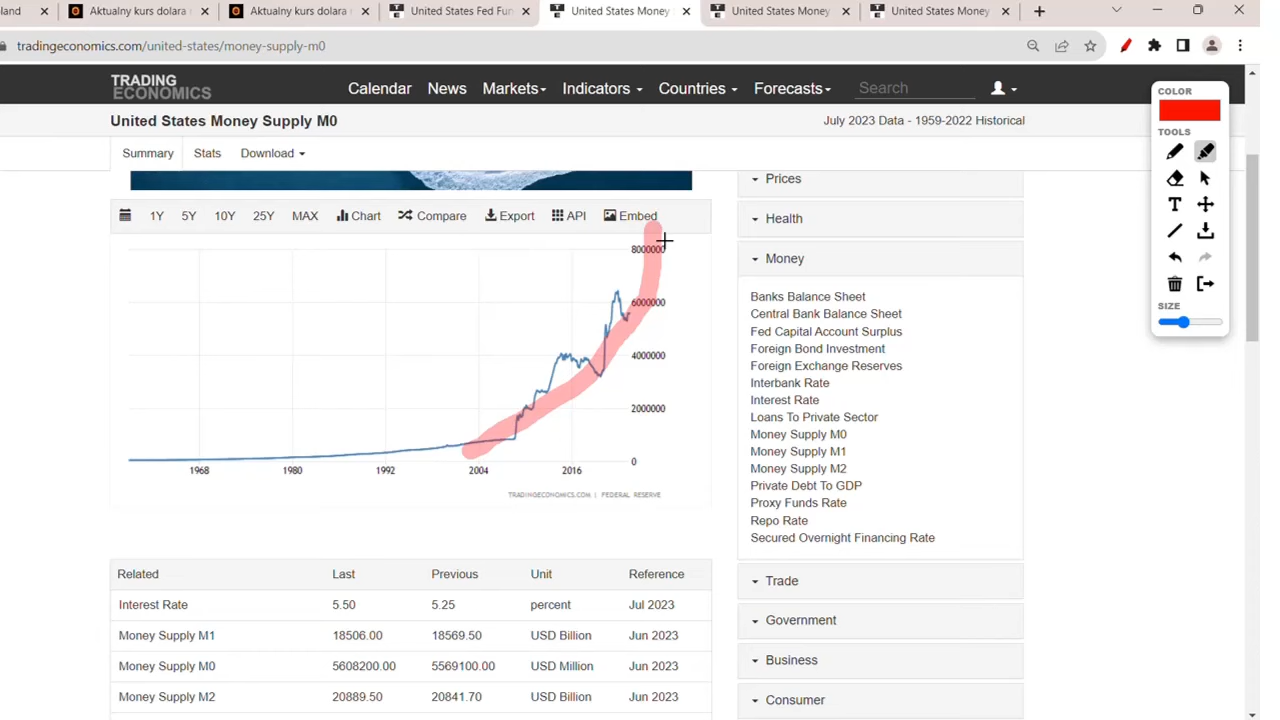 land
Aktualny kurs dolara
Aktualny kurs dolara
United States Fed Fun
United States Money
United States Money
United States Money
tradingeconomics.com/united-states/money-supply-m0
TRADING
ECONOMICS
Calendar News Markets Indicators Countries Forecasts Search
United States Money Supply M0
July 2023 Data - 1959-2022 Historical
Summary Stats Download
1Y 5Y 10Y 25Y MAX Chart Compare Export API Embed
8000000
6000000
4000000
2000000
0
1968 1980 1992 2004 2016
TRADINGECONOMICS.COM | FEDERAL RESERVE
Related Last Previous Unit Reference
Interest Rate 5.50 5.25 percent Jul 2023
Money Supply M1 18506.00 18569.50 USD Billion Jun 2023
Money Supply M0 5608200.00 5569100.00 USD Million Jun 2023
Money Supply M2 20889.50 20841.70 USD Billion Jun 2023
Prices
Health
Money
Banks Balance Sheet
Central Bank Balance Sheet
Fed Capital Account Surplus
Foreign Bond Investment
Foreign Exchange Reserves
Interbank Rate
Interest Rate
Loans To Private Sector
Money Supply M0
Money Supply M1
Money Supply M2
Private Debt To GDP
Proxy Funds Rate
Repo Rate
Secured Overnight Financing Rate
Trade
Government
Business
Consumer
COLOR
TOOLS
T
SIZE